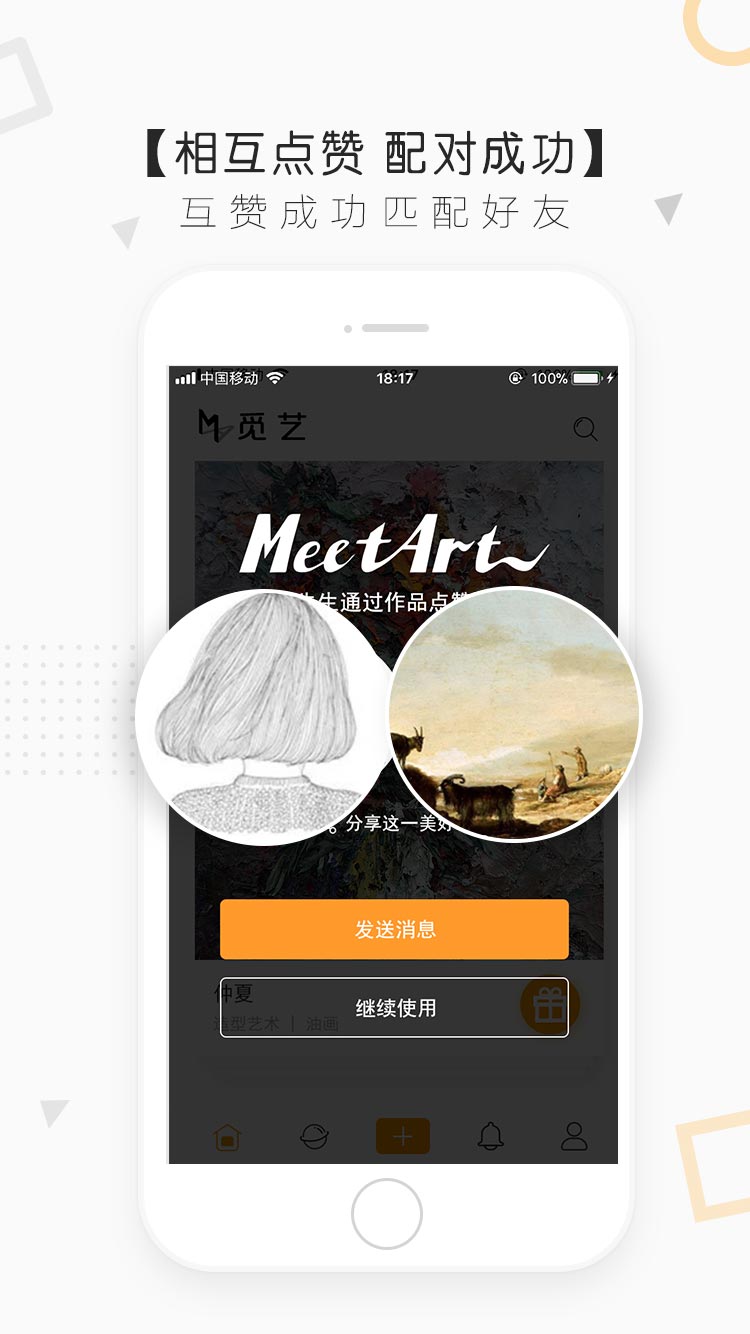 【相互点赞 配对成功】
互赞成功匹配好友
中国移动 18:17 100%
觅艺
MeetArt
生通过作品点赞
。分享这一美好
发送消息
继续使用
仲夏
造型艺术 | 油画